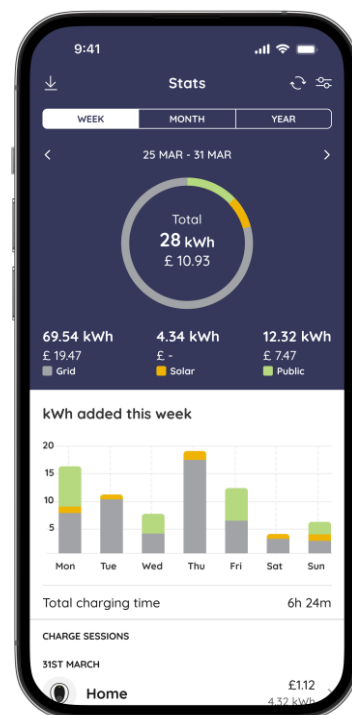 9:41
Stats
WEEK MONTH YEAR
25 MAR - 31 MAR
Total
28 kWh
£ 10.93
69.54 kWh 4.34 kWh 12.32 kWh
£ 19.47 £ - £ 7.47
Grid Solar Public
kWh added this week
20
15
10
5
Mon Tue Wed Thu Fri Sat Sun
Total charging time 6h 24m
CHARGE SESSIONS
31ST MARCH
Home £1.12
4.32 kWh